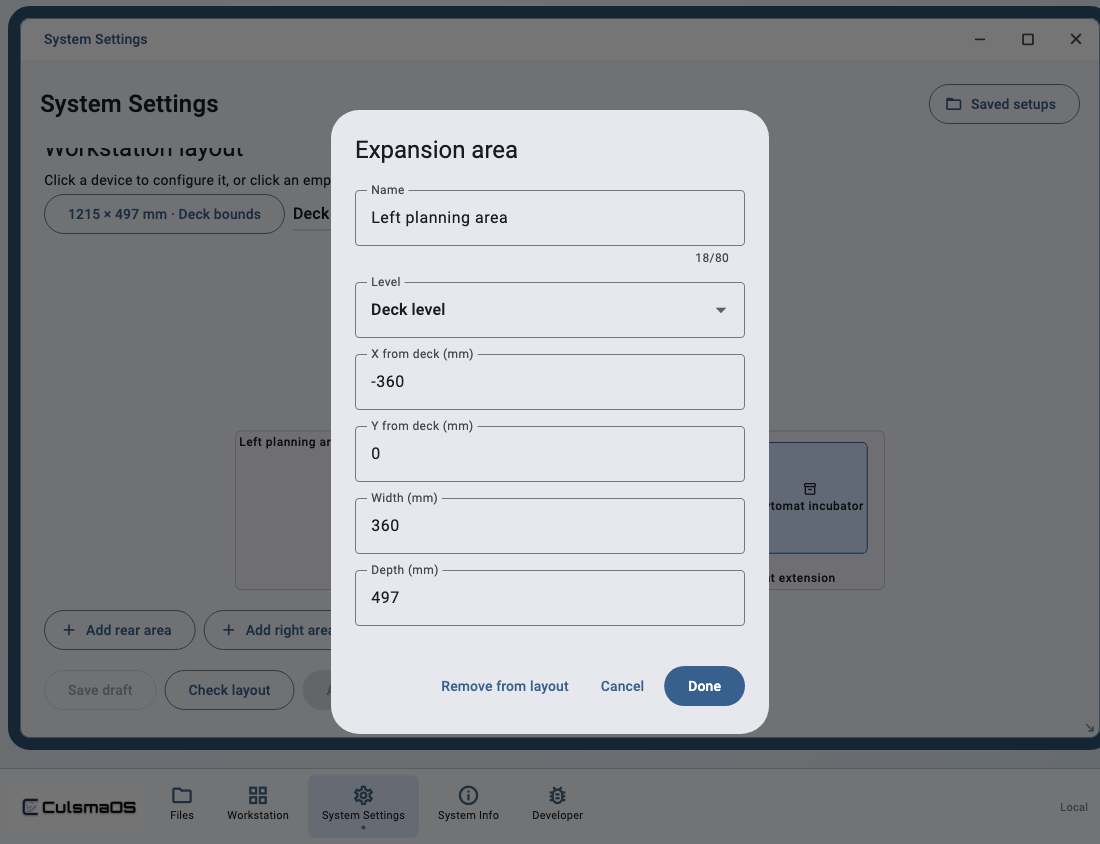 System Settings
System Settings
Saved setups
Workstation layout
Click a device to configure it, or click an emp
1215 × 497 mm · Deck bounds
Deck
Expansion area
Name
Left planning area
18/80
Level
Deck level
X from deck (mm)
-360
Y from deck (mm)
0
Width (mm)
360
Depth (mm)
497
Remove from layout
Cancel
Done
Left planning ar
tomat incubator
t extension
+ Add rear area
+ Add right area
Save draft
Check layout
CulsmaOS
Files
Workstation
System Settings
System Info
Developer
Local